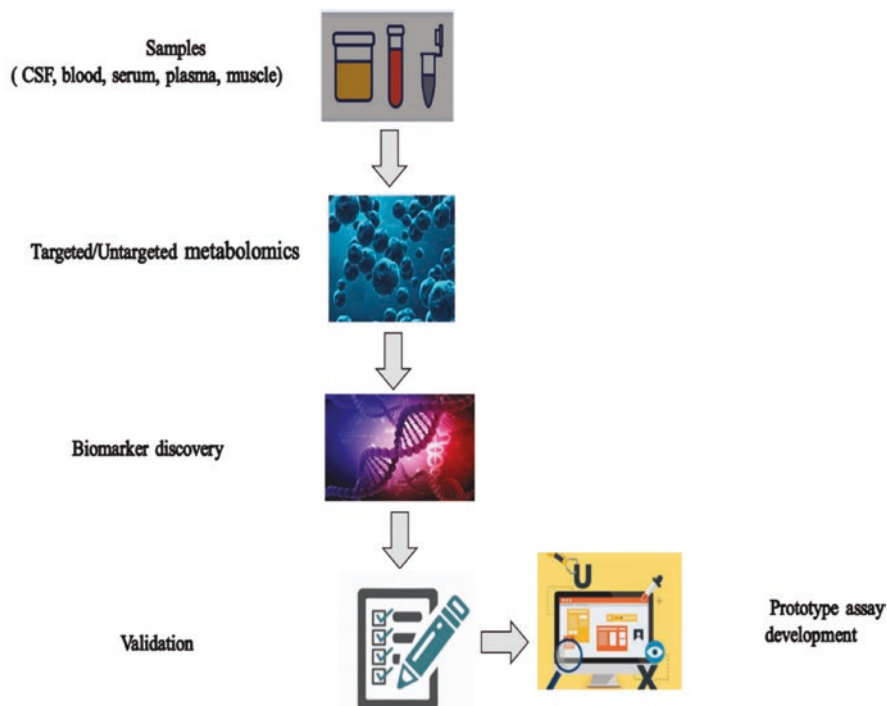 Samples
( CSF, blood, serum, plasma, muscle)
Targeted/Untargeted metabolomics
Biomarker discovery
Validation
U
X
Prototype assay
development